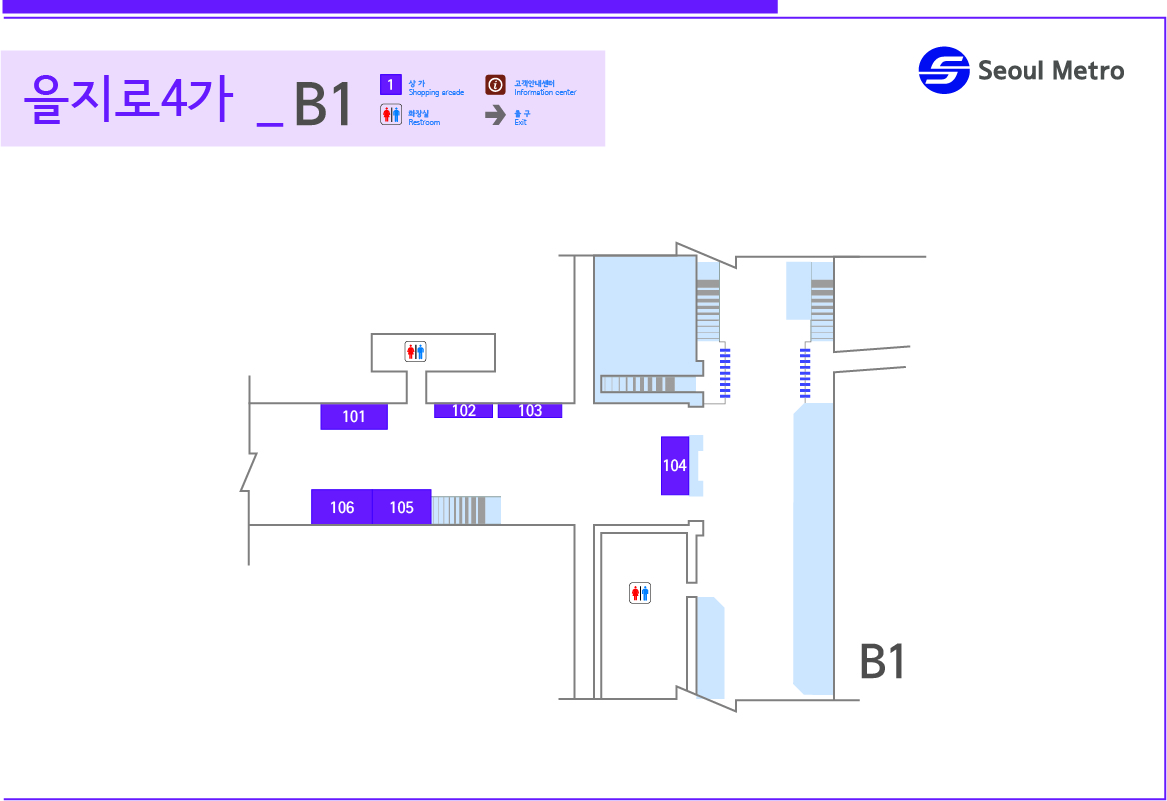 을지로4가 _ B1
1 상 가
Shopping arcade
고객안내센터
Information center
화장실
Restroom
출 구
Exit
Seoul Metro
101
102
103
104
106
105
B1